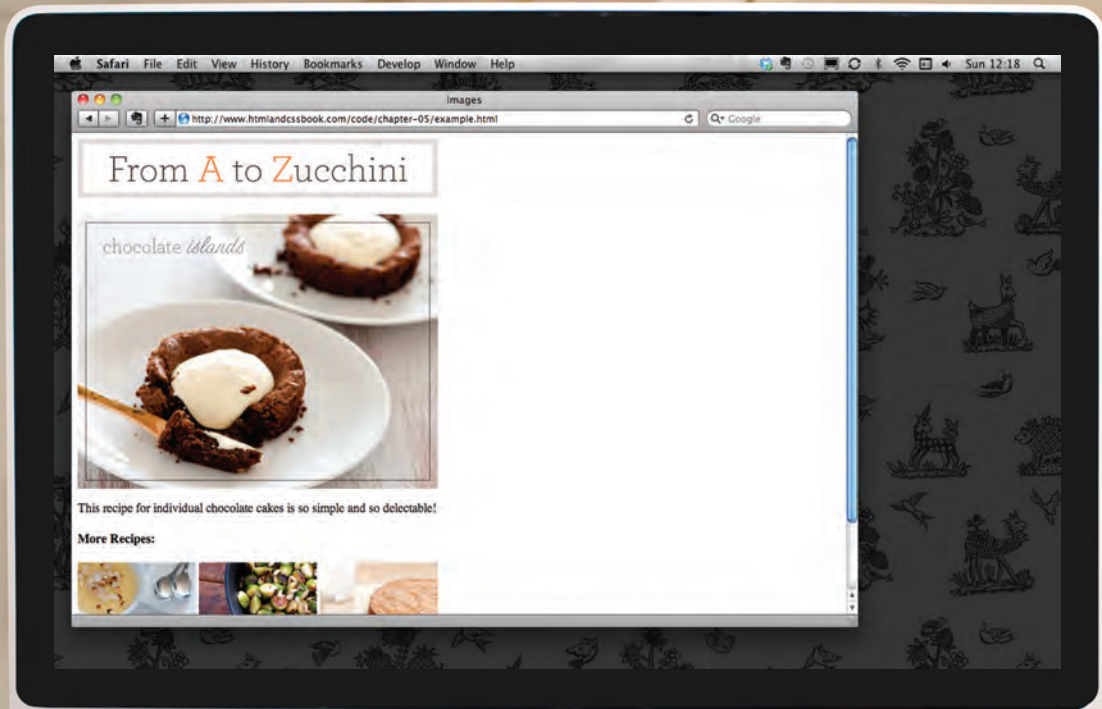 Safari File Edit View History Bookmarks Develop Window Help Sun 12:18
Images
http://www.htmlandcssbook.com/code/chapter-05/example.html
Google
From A to Zucchini
chocolate islands
This recipe for individual chocolate cakes is so simple and so delectable!
More Recipes: